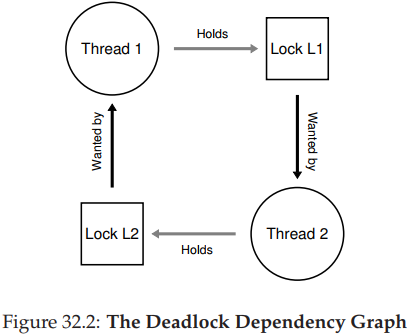 Holds
Thread 1
Lock L1
Wanted by
Wanted by
Lock L2
Thread 2
Holds
Figure 32.2: The Deadlock Dependency Graph